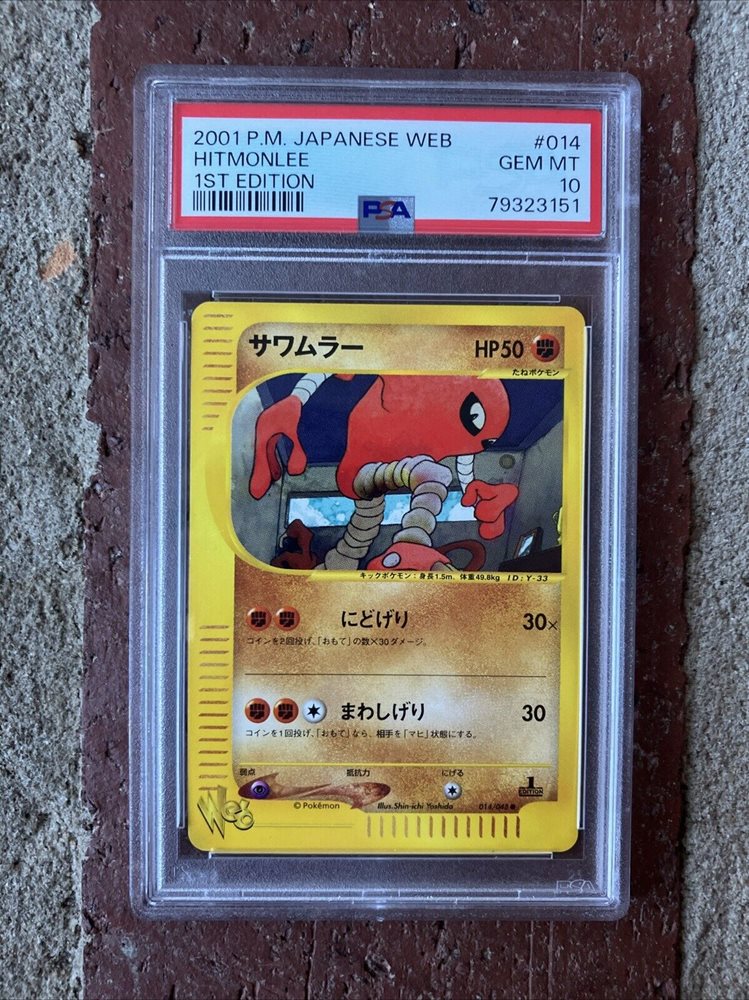 2001 P.M. JAPANESE WEB #014
HITMONLEE GEM MT
1ST EDITION 10
PSA 79323151
サワムラー HP50
たねポケモン
キックポケモン：身長1.5m. 体重49.8kg ID:Y-33
にどげり 30×
コインを2回投げ、「おもて」の数×30ダメージ。
まわしげり 30
コインを1回投げ、「おもて」なら、相手を「マヒ」状態にする。
弱点 抵抗力 にげる
1
EDITION
Web © Pokémon Illus.Shin-ichi Yoshida 014/048
PSA